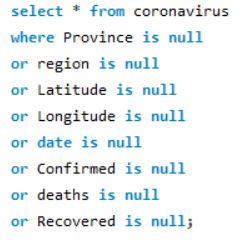 select * from coronavirus
where Province is null
or region is null
or Latitude is null
or Longitude is null
or date is null
or Confirmed is null
or deaths is null
or Recovered is null;